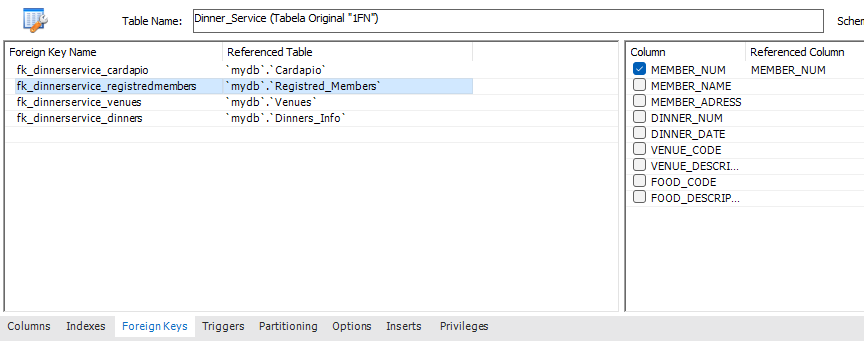 Table Name: Dinner_Service (Tabela Original "1FN") Schem
Foreign Key Name Referenced Table
fk_dinnerservice_cardapio `mydb`.`Cardapio`
fk_dinnerservice_registredmembers `mydb`.`Registred_Members`
fk_dinnerservice_venues `mydb`.`Venues`
fk_dinnerservice_dinners `mydb`.`Dinners_Info`
Column Referenced Column
MEMBER_NUM MEMBER_NUM
MEMBER_NAME
MEMBER_ADRESS
DINNER_NUM
DINNER_DATE
VENUE_CODE
VENUE_DESCRI...
FOOD_CODE
FOOD_DESCRIP...
Columns Indexes Foreign Keys Triggers Partitioning Options Inserts Privileges